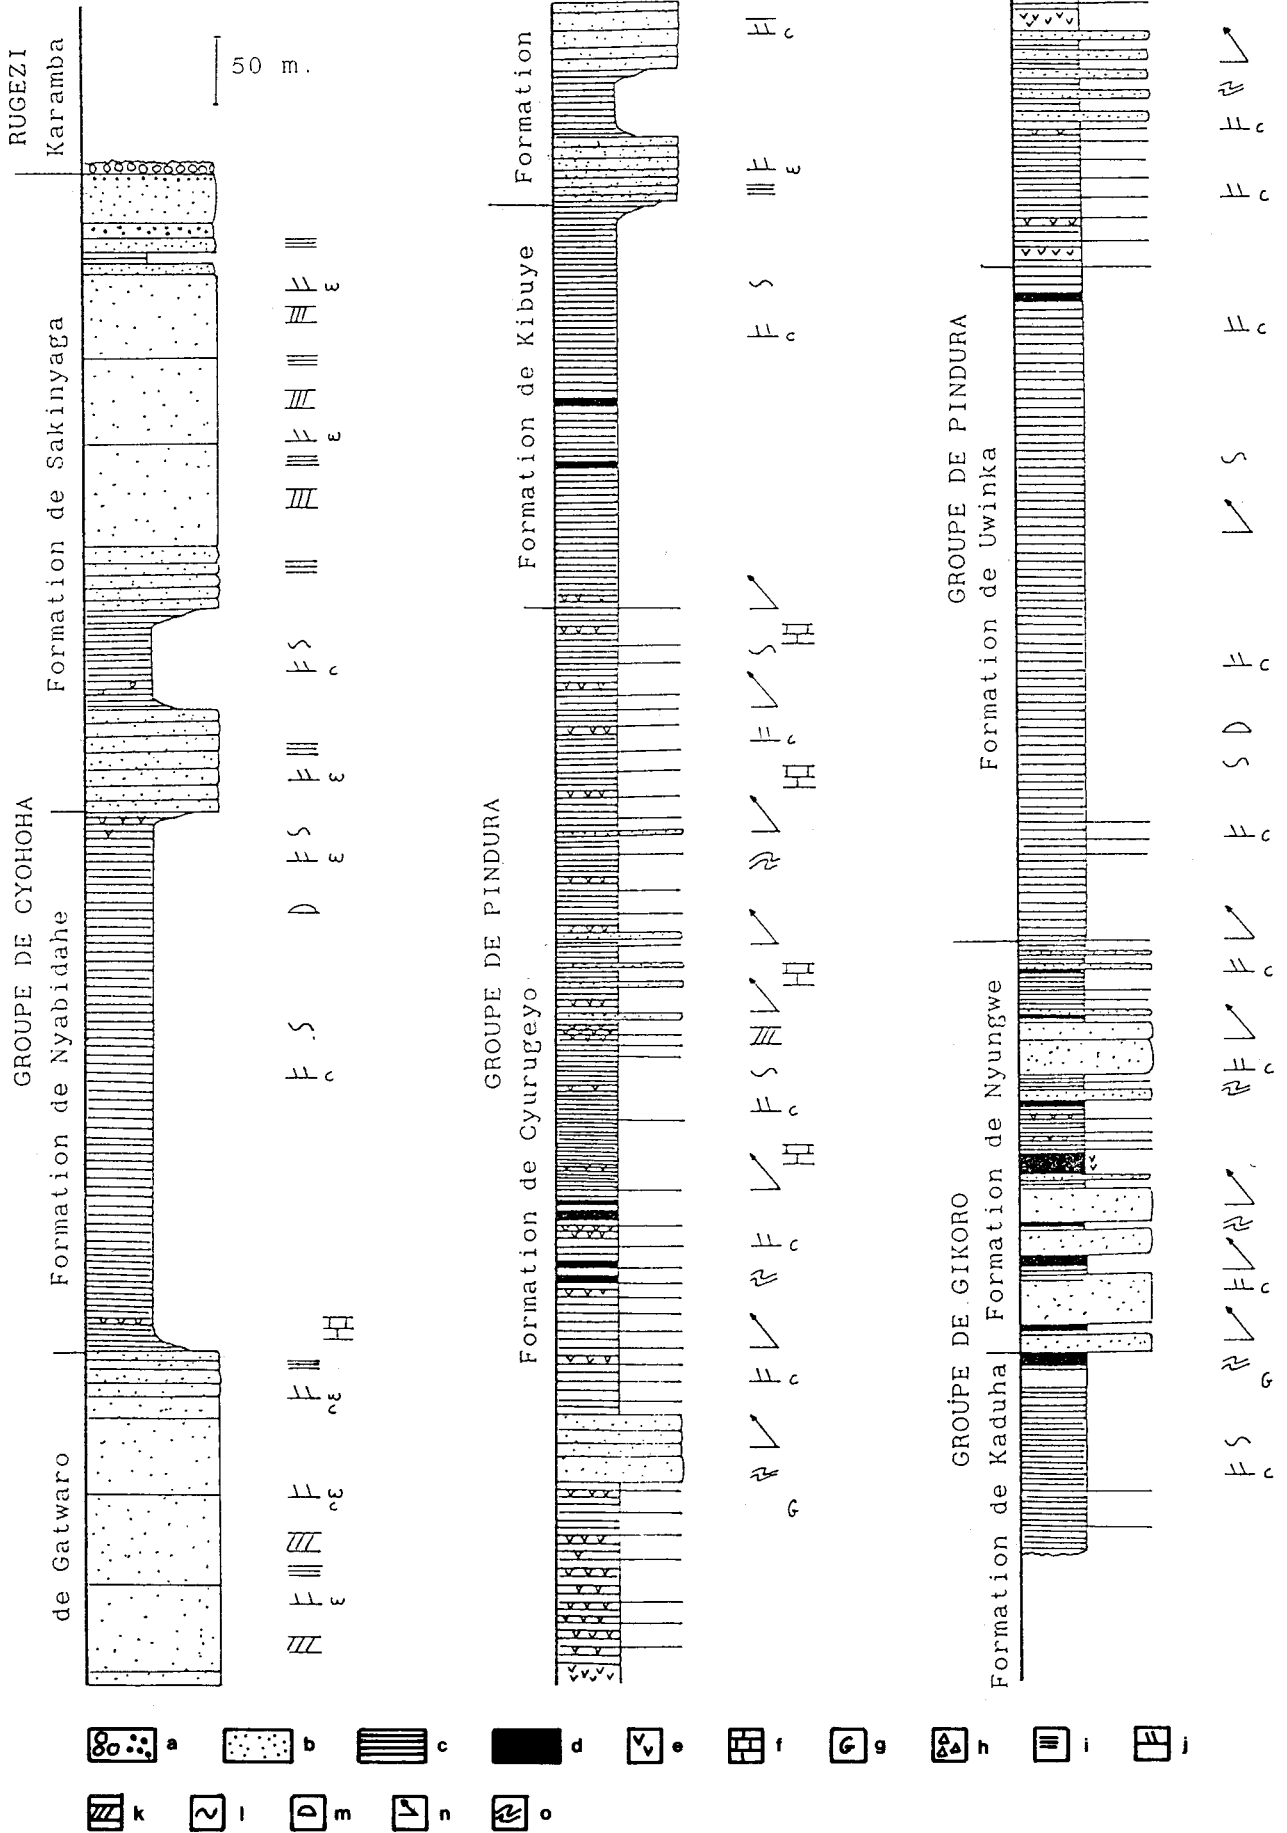 RUGEZI
Karamba
50 m.
Formation de Sakinyaga
GROUPE DE CYOHOHA
Formation de Nyabidahe
de Gatwaro
Formation
Formation de Kibuye
GROUPE DE PINDURA
Formation de Cyurugeyo
GROUPE DE PINDURA
Formation de Uwinka
Formation de Nyungwe
GROUPE DE GIKORO
Formation de Kaduha
c
ε
ε
ε
c
ε
ε
c
ε
c
ε
c
ε
c
ε
c
c
c
c
c
G
c
c
c
c
c
c
c
c
G
c
a
b
c
d
e
f
G g
h
i
j
k
l
m
n
o